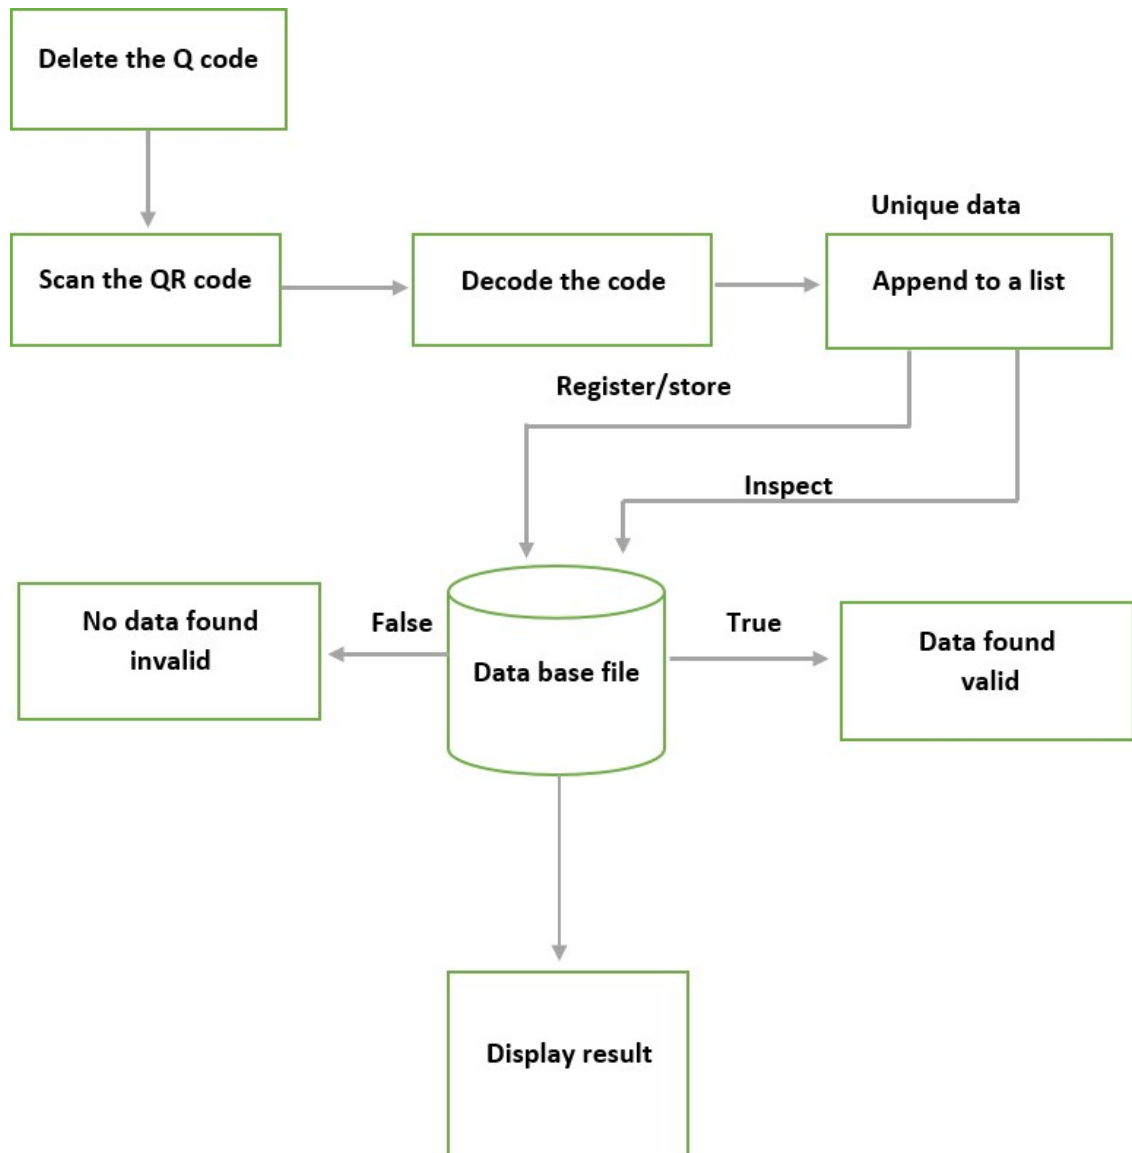 Delete the Q code
Unique data
Scan the QR code
Decode the code
Append to a list
Register/store
Inspect
No data found
invalid
False
Data base file
True
Data found
valid
Display result